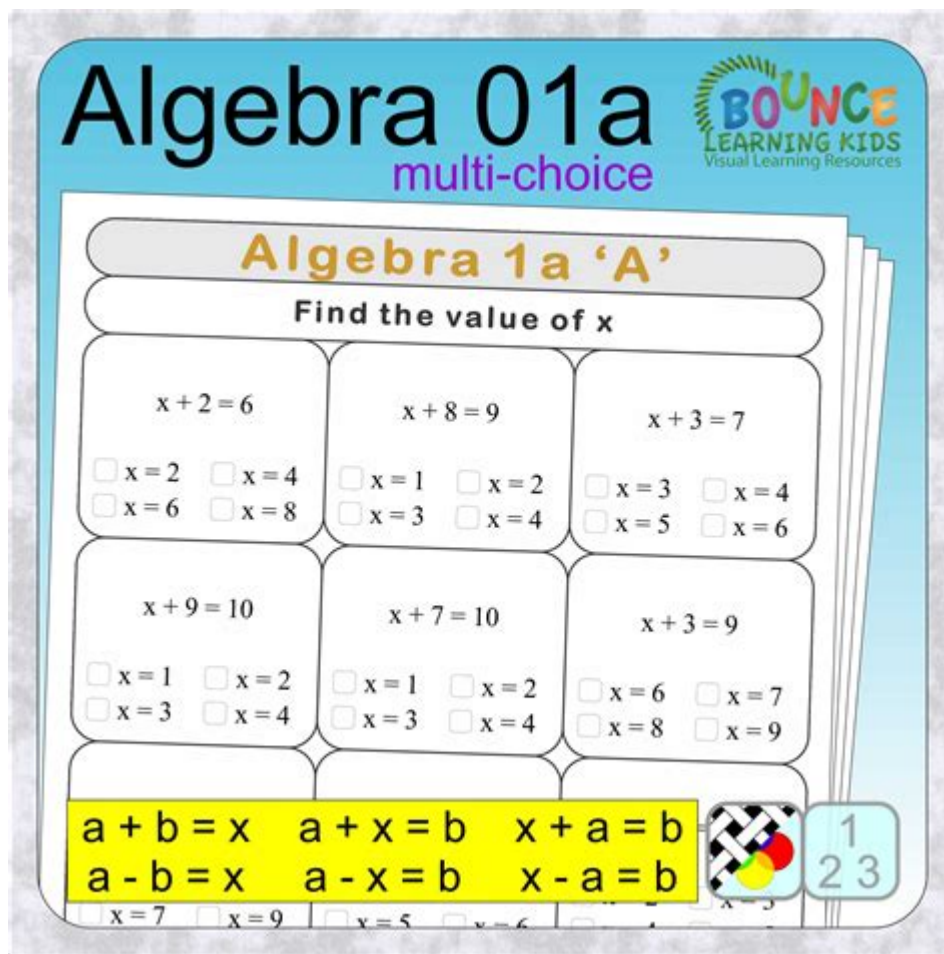 Algebra 01a
multi-choice
BOUNCE
LEARNING KIDS
Visual Learning Resources
Algebra 1a ‘A’
Find the value of x
x + 2 = 6
x = 2 x = 4
x = 6 x = 8
x + 8 = 9
x = 1 x = 2
x = 3 x = 4
x + 3 = 7
x = 3 x = 4
x = 5 x = 6
x + 9 = 10
x = 1 x = 2
x = 3 x = 4
x + 7 = 10
x = 1 x = 2
x = 3 x = 4
x + 3 = 9
x = 6 x = 7
x = 8 x = 9
a + b = x a + x = b x + a = b
a - b = x a - x = b x - a = b
1
2 3
x = 7 x = 9
x = 5 x = 6